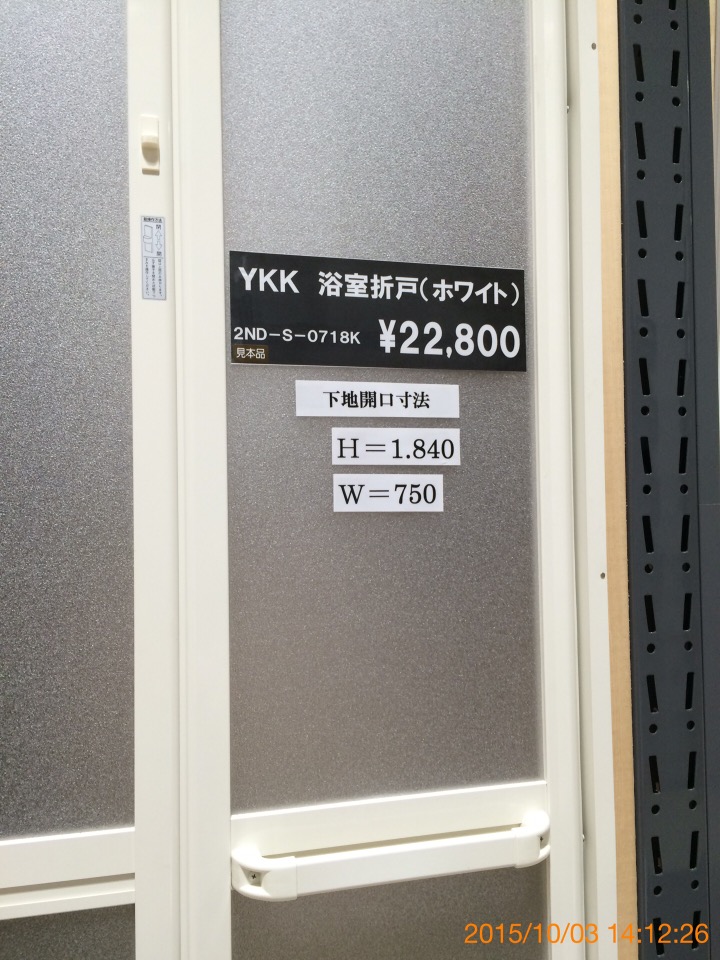 YKK 浴室折戸(ホワイト)
2ND-S-0718K ¥22,800
見本品
下地開口寸法
H=1.840
W=750
2015/10/03 14:12:26